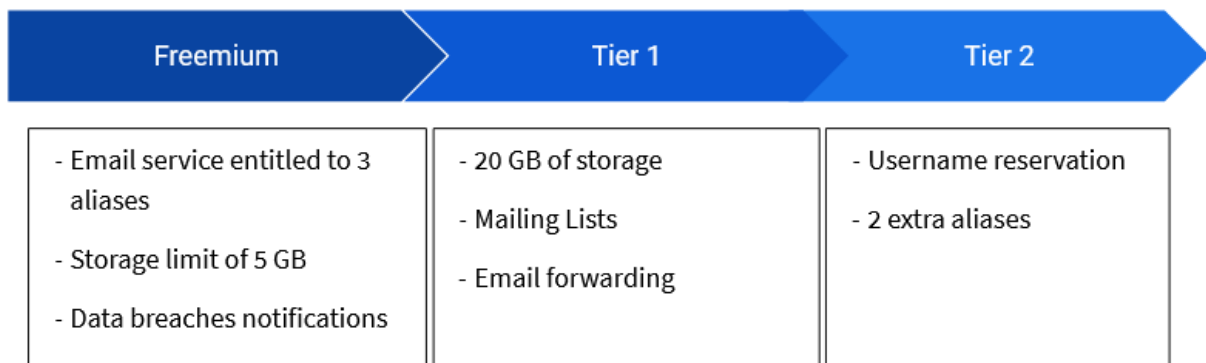 Freemium
Tier 1
Tier 2
- Email service entitled to 3
aliases
- Storage limit of 5 GB
- Data breaches notifications
- 20 GB of storage
- Mailing Lists
- Email forwarding
- Username reservation
- 2 extra aliases